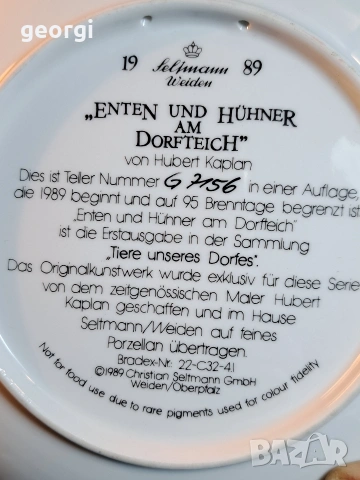 georgi
19 89
Seltmann
Weiden
„ENTEN UND HÜHNER
AM
DORFTEICH"
von Hubert Kaplan
Dies ist Teller Nummer G 7156 in einer Auflage,
die 1989 beginnt und auf 95 Brenntage begrenzt ist
„Enten und Hühner am Dorfteich"
ist die Erstausgabe in der Sammlung
„Tiere unseres Dorfes".
Das Originalkunstwerk wurde exklusiv für diese Serie
von dem zeitgenössischen Maler Hubert
Kaplan geschaffen und im Hause
Seltmann/Weiden auf feines
Porzellan übertragen.
Bradex-Nr. 22-C32-4.1
©1989 Christian Seltmann GmbH
Weiden/Oberpfalz
Not for food use due to rare pigments used for colour fidelity
BAZAR